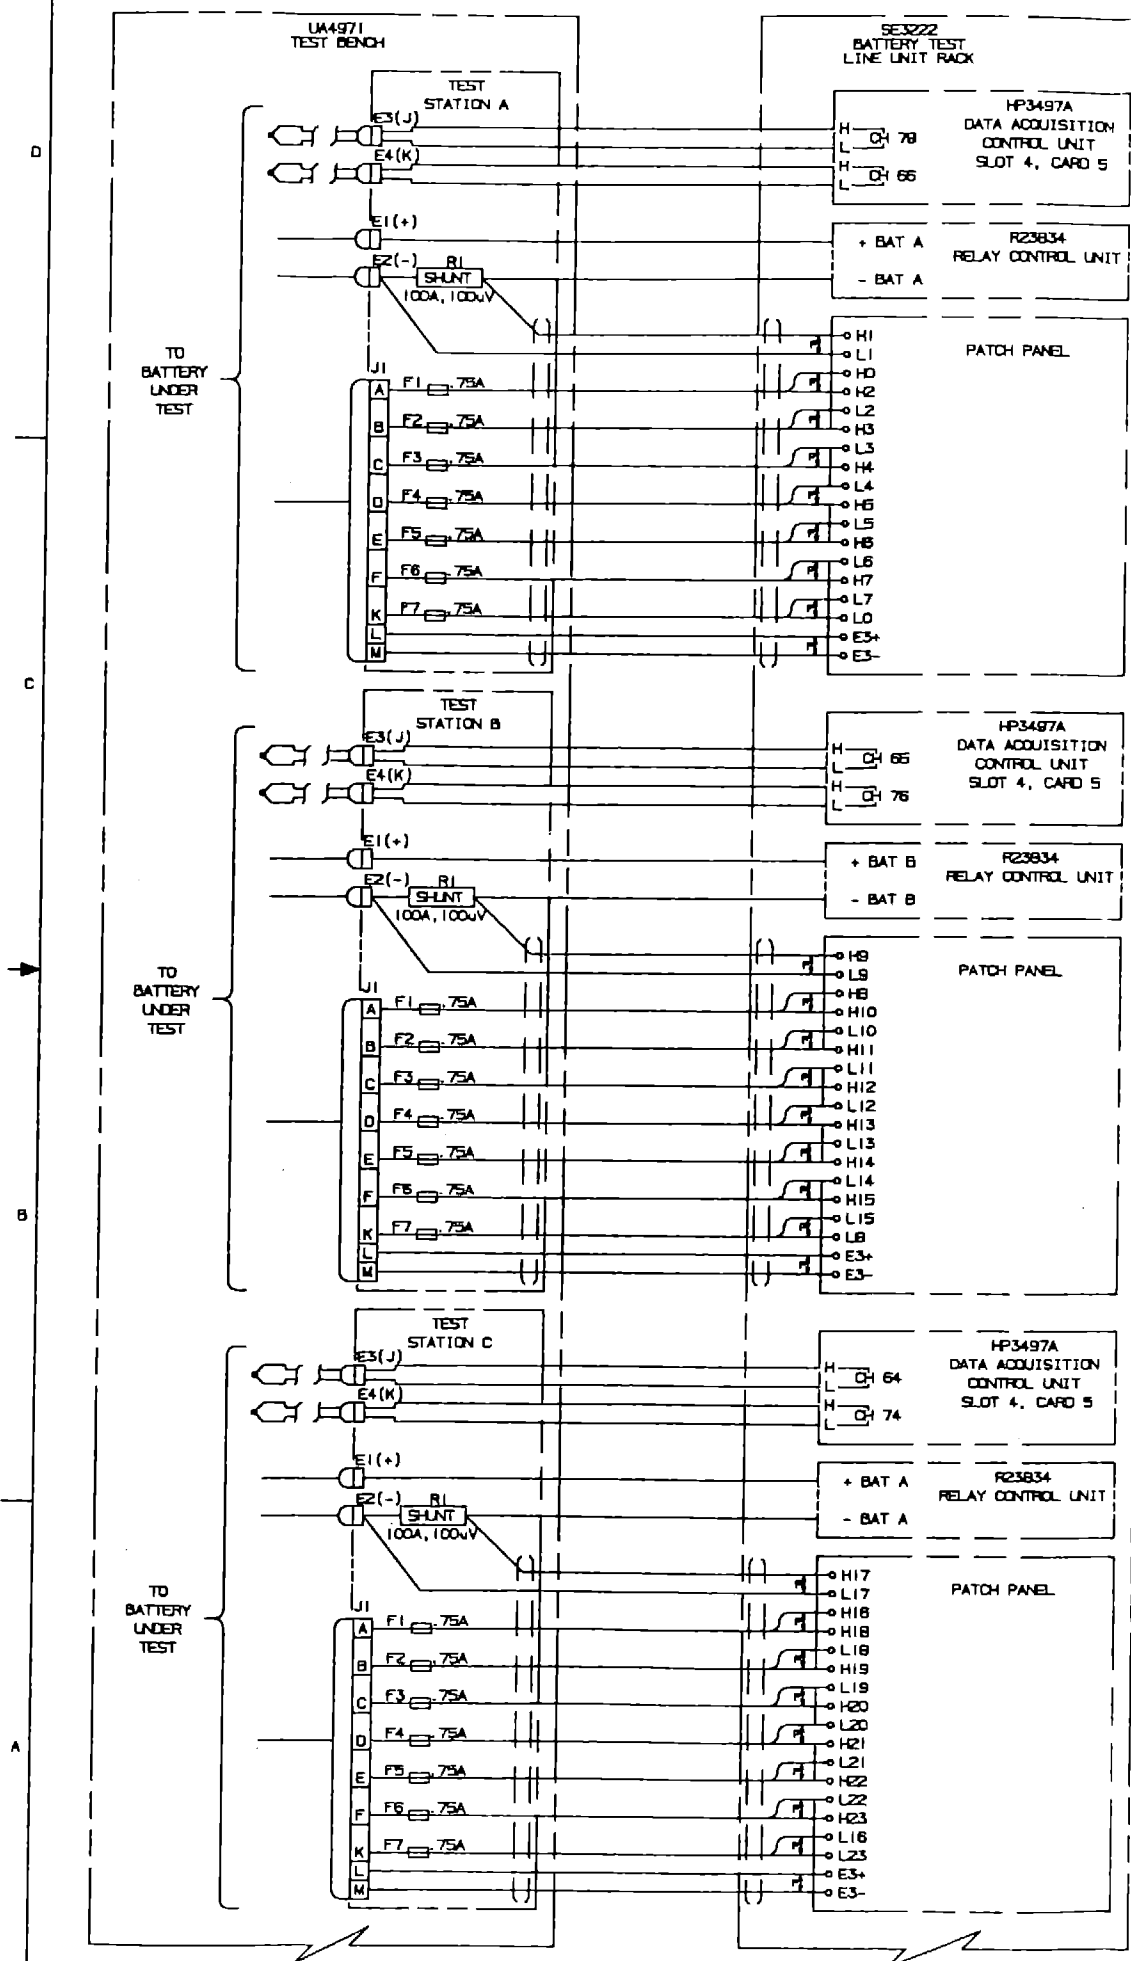 UA4971
TEST BENCH
SE3222
BATTERY TEST
LINE UNIT RACK
D
TEST
STATION A
E3(J)
E4(K)
H
L
CH 78
H
L
CH 66
HP3497A
DATA ACQUISITION
CONTROL UNIT
SLOT 4, CARD 5
E1(+)
E2(-)
R1
SHUNT
100A, 100uV
+ BAT A
- BAT A
R23834
RELAY CONTROL UNIT
TO
BATTERY
UNDER
TEST
J1
A F1 .75A
B F2 .75A
C F3 .75A
D F4 .75A
E F5 .75A
F F6 .75A
K F7 .75A
L
M
H1
L1
H0
H2
L2
H3
L3
H4
L4
H5
L5
H6
L6
H7
L7
L0
E3+
E3-
PATCH PANEL
C
TEST
STATION B
E3(J)
E4(K)
H
L
CH 65
H
L
CH 76
HP3497A
DATA ACQUISITION
CONTROL UNIT
SLOT 4, CARD 5
E1(+)
E2(-)
R1
SHUNT
100A, 100uV
+ BAT B
- BAT B
R23834
RELAY CONTROL UNIT
TO
BATTERY
UNDER
TEST
J1
A F1 .75A
B F2 .75A
C F3 .75A
D F4 .75A
E F5 .75A
F F6 .75A
K F7 .75A
L
M
H9
L9
H8
H10
L10
H11
L11
H12
L12
H13
L13
H14
L14
H15
L15
L8
E3+
E3-
PATCH PANEL
B
TEST
STATION C
E3(J)
E4(K)
H
L
CH 64
H
L
CH 74
HP3497A
DATA ACQUISITION
CONTROL UNIT
SLOT 4, CARD 5
E1(+)
E2(-)
R1
SHUNT
100A, 100uV
+ BAT A
- BAT A
R23834
RELAY CONTROL UNIT
TO
BATTERY
UNDER
TEST
J1
A F1 .75A
B F2 .75A
C F3 .75A
D F4 .75A
E F5 .75A
F F6 .75A
K F7 .75A
L
M
H17
L17
H16
H18
L18
H19
L19
H20
L20
H21
L21
H22
L22
H23
L16
L23
E3+
E3-
PATCH PANEL
A